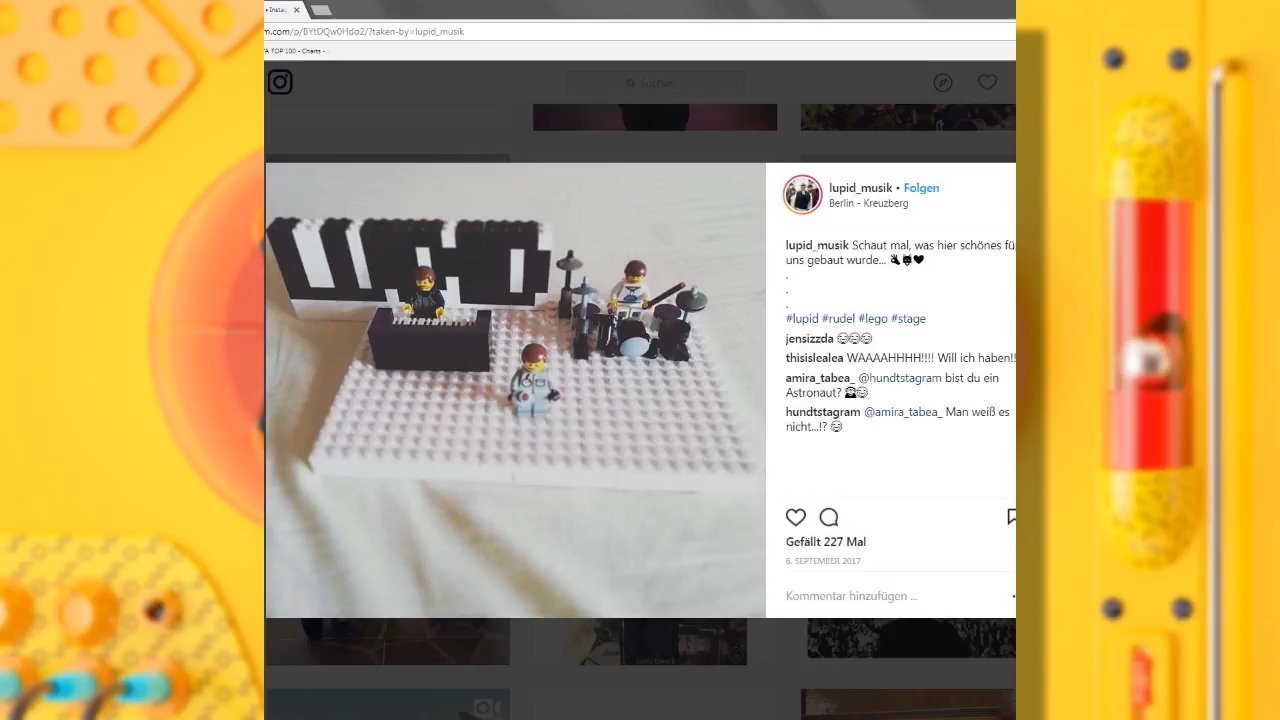 • Insta
m.com/p/BYtDQw0Hdo2/?taken-by=lupid_musik
A TOP 100 - Charts -
Suchen
lupid_musik • Folgen
Berlin - Kreuzberg
lupid_musik Schaut mal, was hier schönes fü
uns gebaut wurde...
.
.
.
#lupid #rudel #lego #stage
jensizzda
thisislealea WAAAAHHHH!!!! Will ich haben!!
amira_tabea_ @hundtstagram bist du ein
Astronaut?
hundtstagram @amira_tabea_ Man weiß es
nicht...!?
Gefällt 227 Mal
6. SEPTEMBER 2017
Kommentar hinzufügen ...